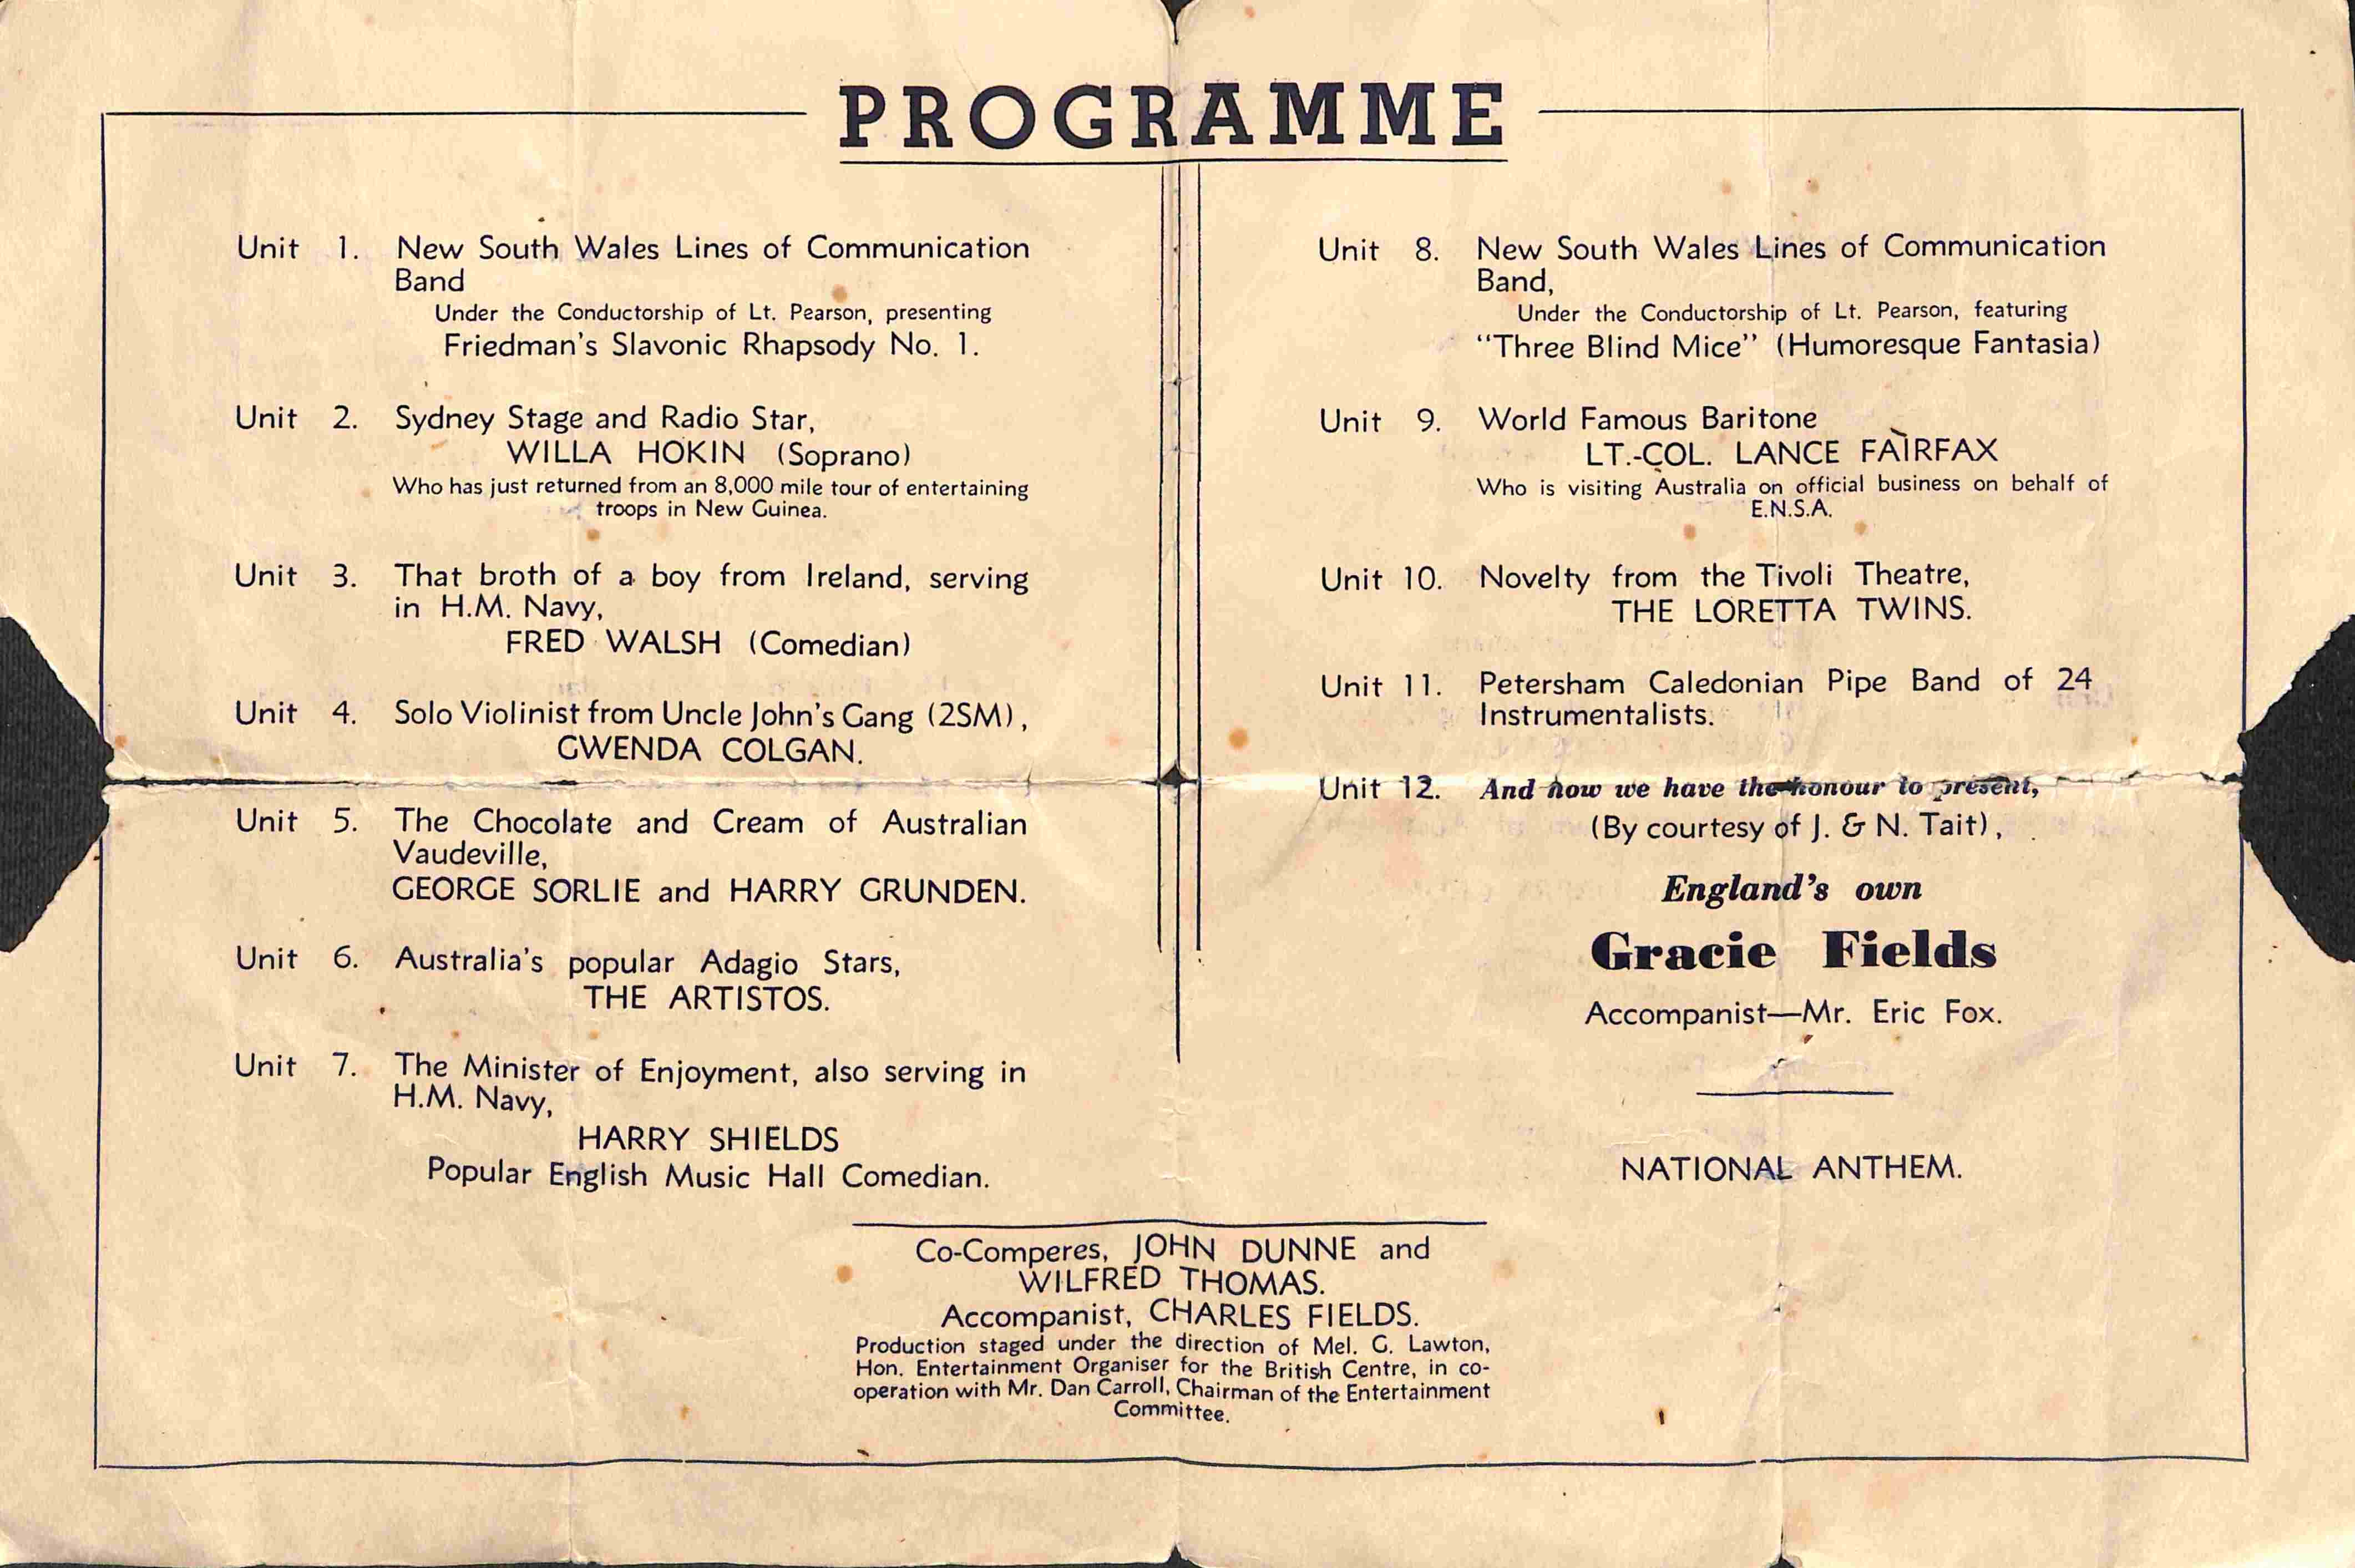 PROGRAMME
Unit 1. New South Wales Lines of Communication
Band
Under the Conductorship of Lt. Pearson, presenting
Friedman's Slavonic Rhapsody No. 1.
Unit 2. Sydney Stage and Radio Star,
WILLA HOKIN (Soprano)
Who has just returned from an 8,000 mile tour of entertaining
troops in New Guinea.
Unit 3. That broth of a boy from Ireland, serving
in H.M. Navy,
FRED WALSH (Comedian)
Unit 4. Solo Violinist from Uncle John's Gang (2SM),
GWENDA COLGAN.
Unit 5. The Chocolate and Cream of Australian
Vaudeville,
GEORGE SORLIE and HARRY GRUNDEN.
Unit 6. Australia's popular Adagio Stars,
THE ARTISTOS.
Unit 7. The Minister of Enjoyment, also serving in
H.M. Navy,
HARRY SHIELDS
Popular English Music Hall Comedian.
Unit 8. New South Wales Lines of Communication
Band,
Under the Conductorship of Lt. Pearson, featuring
"Three Blind Mice" (Humoresque Fantasia)
Unit 9. World Famous Baritone
LT.-COL. LANCE FAIRFAX
Who is visiting Australia on official business on behalf of
E.N.S.A.
Unit 10. Novelty from the Tivoli Theatre,
THE LORETTA TWINS.
Unit 11. Petersham Caledonian Pipe Band of 24
Instrumentalists.
Unit 12. And now we have the honour to present,
(By courtesy of J. & N. Tait),
England's own
Gracie Fields
Accompanist—Mr. Eric Fox.
NATIONAL ANTHEM.
Co-Comperes, JOHN DUNNE and
WILFRED THOMAS.
Accompanist, CHARLES FIELDS.
Production staged under the direction of Mel. G. Lawton,
Hon. Entertainment Organiser for the British Centre, in co-
operation with Mr. Dan Carroll, Chairman of the Entertainment
Committee.